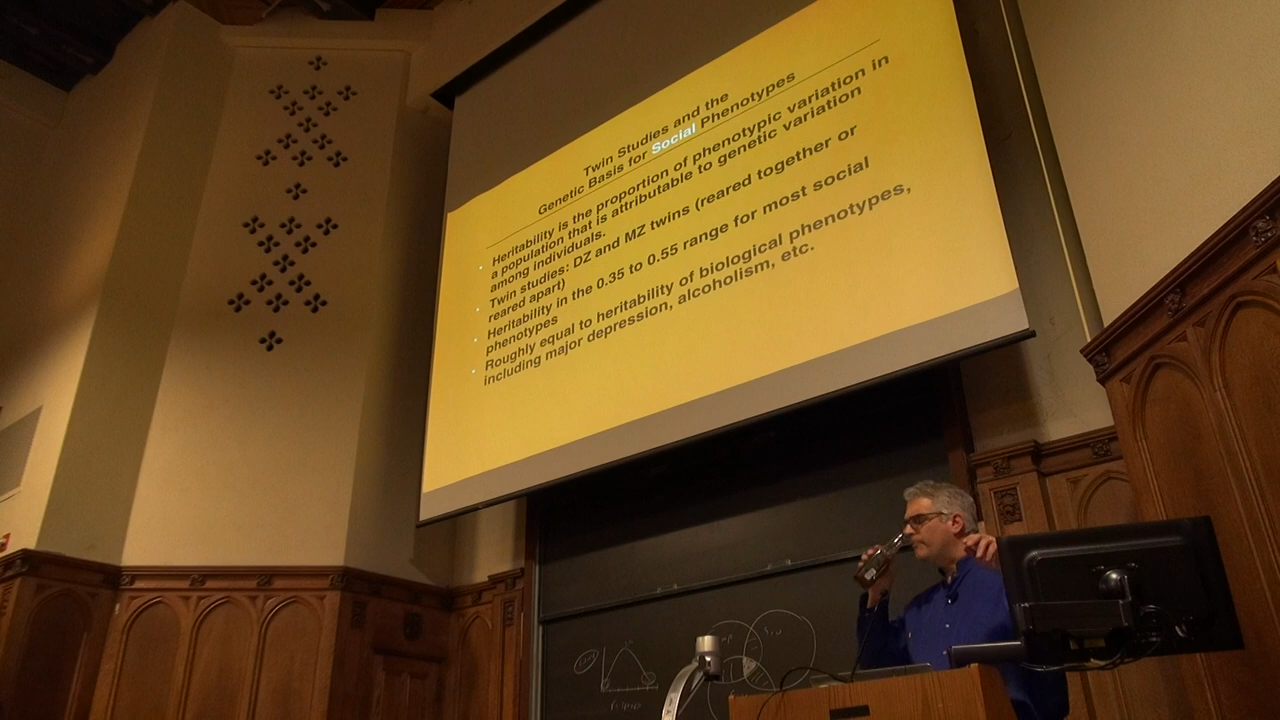 Twin Studies and the
Genetic Basis for Social Phenotypes
Heritability is the proportion of phenotypic variation in
a population that is attributable to genetic variation
among individuals.
Twin studies: DZ and MZ twins (reared together or
reared apart)
Heritability in the 0.35 to 0.55 range for most social
phenotypes
Roughly equal to heritability of biological phenotypes,
including major depression, alcoholism, etc.